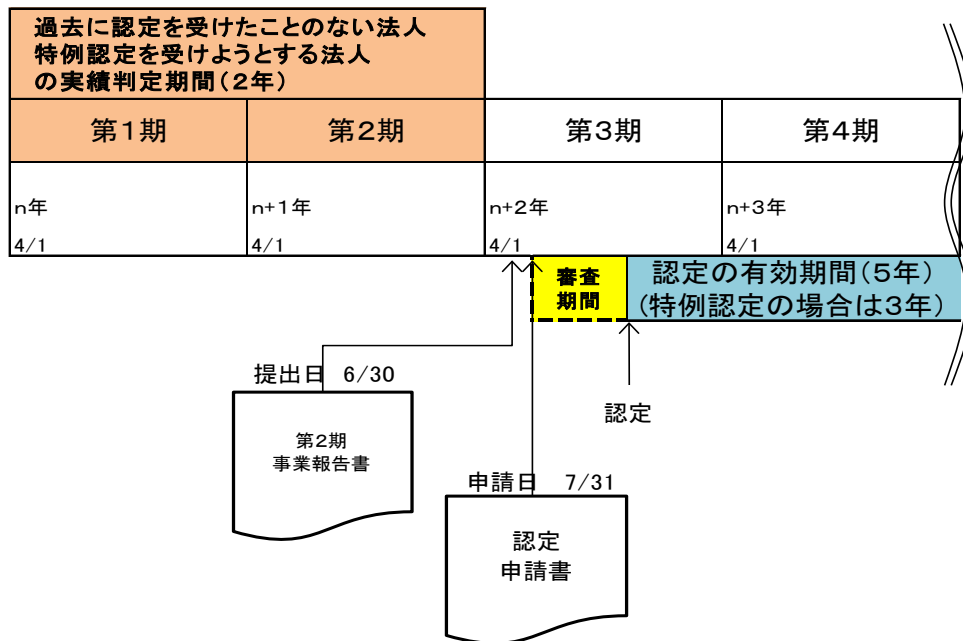 過去に認定を受けたことのない法人
特例認定を受けようとする法人
の実績判定期間(2年)
第1期
第2期
第3期
第4期
n年
n+1年
n+2年
n+3年
4/1
4/1
4/1
4/1
審査
期間
認定の有効期間(5年)
(特例認定の場合は3年)
提出日 6/30
認定
第2期
事業報告書
申請日 7/31
認定
申請書